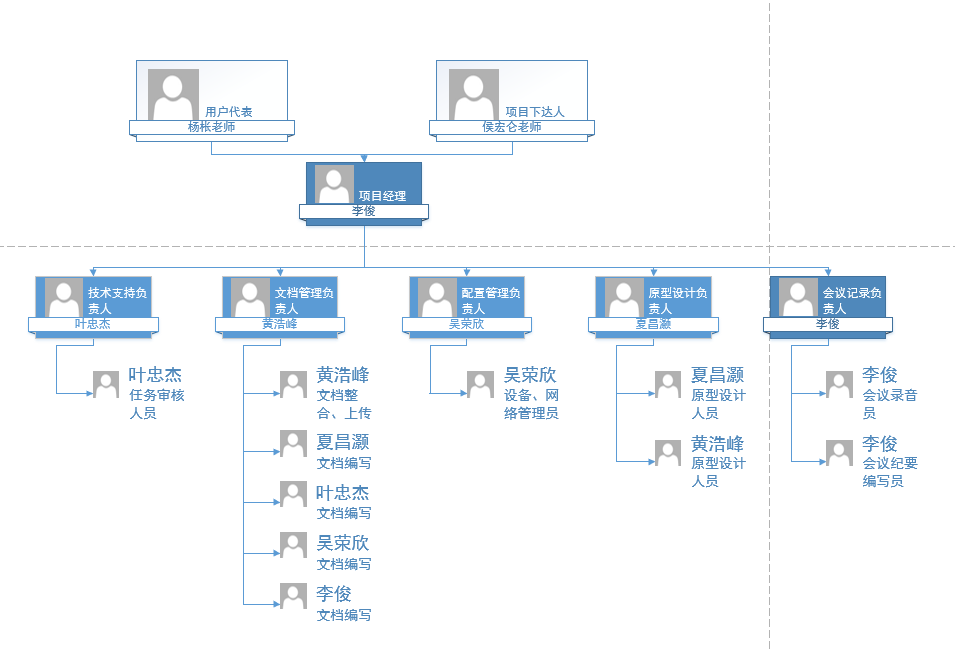 用户代表
杨枨老师
项目下达人
侯宏仑老师
项目经理
李俊
技术支持负
责人
叶忠杰
文档管理负
责人
黄浩峰
配置管理负
责人
吴荣欣
原型设计负
责人
夏昌灏
会议记录负
责人
李俊
叶忠杰
任务审核
人员
黄浩峰
文档整
合、上传
夏昌灏
文档编写
叶忠杰
文档编写
吴荣欣
文档编写
李俊
文档编写
吴荣欣
设备、网
络管理员
夏昌灏
原型设计
人员
黄浩峰
原型设计
人员
李俊
会议录音
员
李俊
会议纪要
编写员